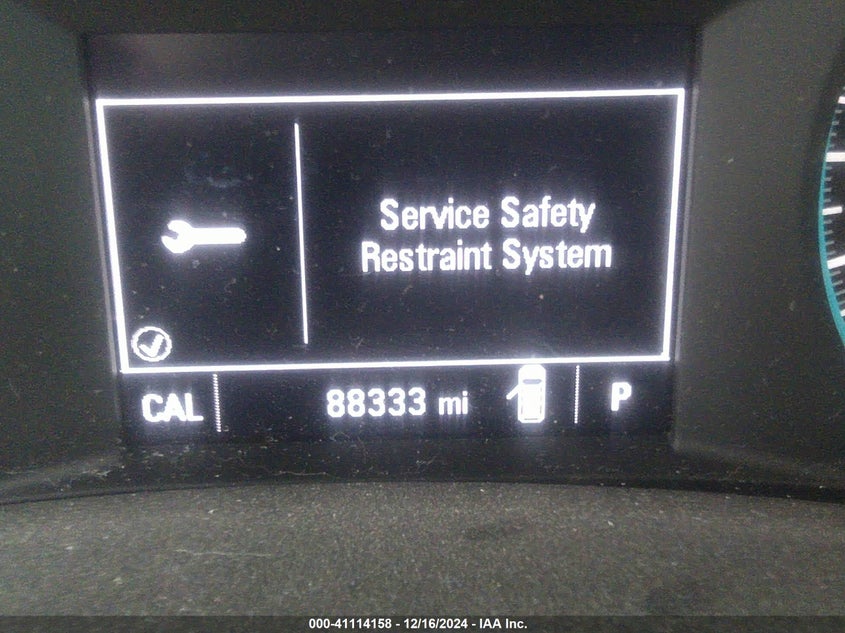 Service Safety
Restraint System
CAL 88333 mi P
000-41114158 - 12/16/2024 - IAA Inc.